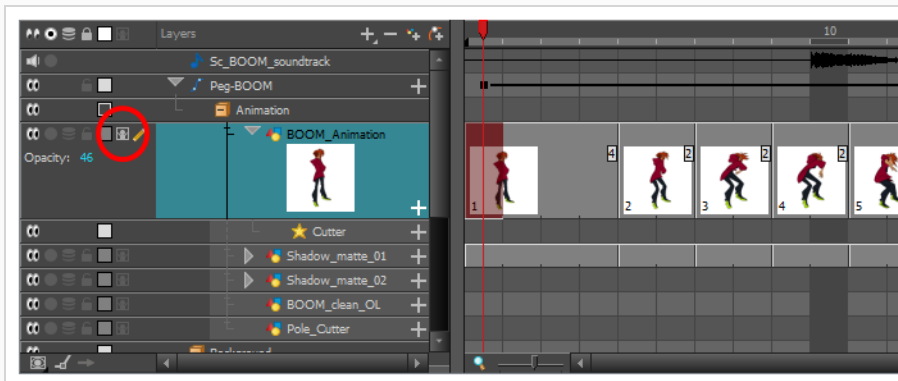 Layers
10
Sc_BOOM_soundtrack
Peg-BOOM
Animation
BOOM_Animation
Opacity: 46
4 2 2 2
1 2 3 4 5
Cutter
Shadow_matte_01
Shadow_matte_02
BOOM_clean_OL
Pole_Cutter
Background